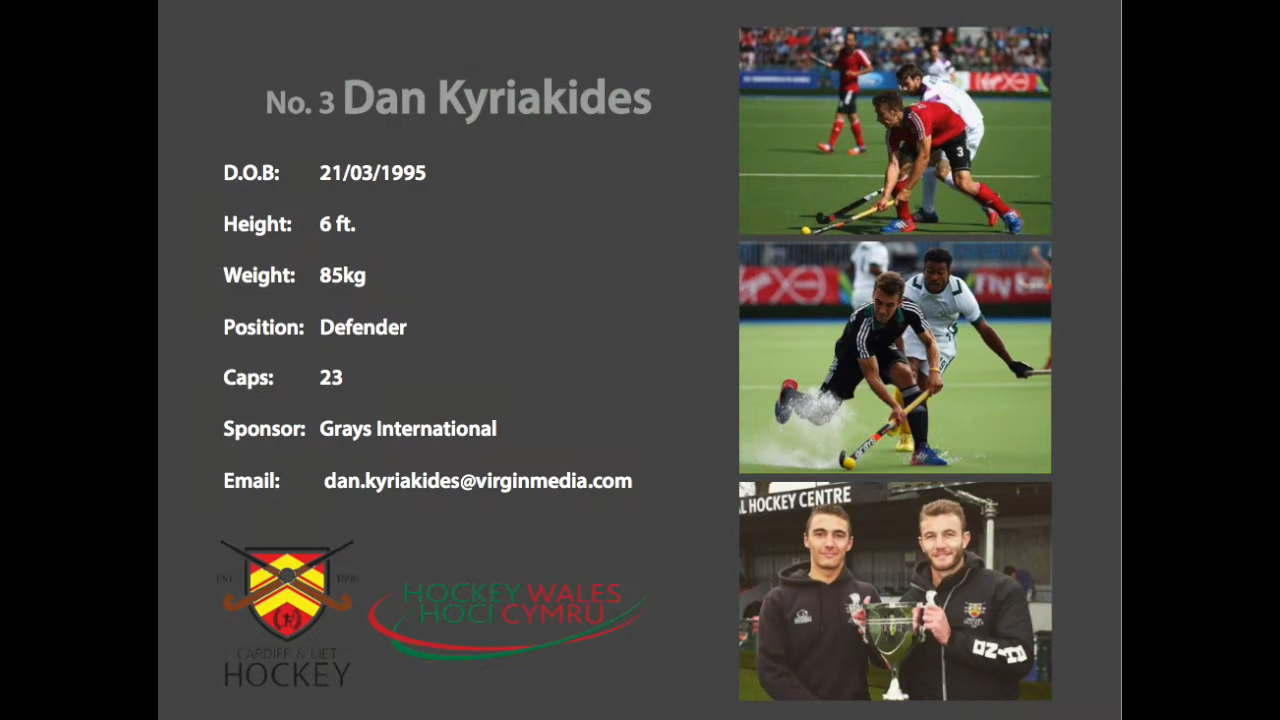 No. 3 Dan Kyriakides
D.O.B: 21/03/1995
Height: 6 ft.
Weight: 85kg
Position: Defender
Caps: 23
Sponsor: Grays International
Email: dan.kyriakides@virginmedia.com
CARDIFF & MET
HOCKEY
HOCKEY WALES
HOCI CYMRU
3
L HOCKEY CENTRE